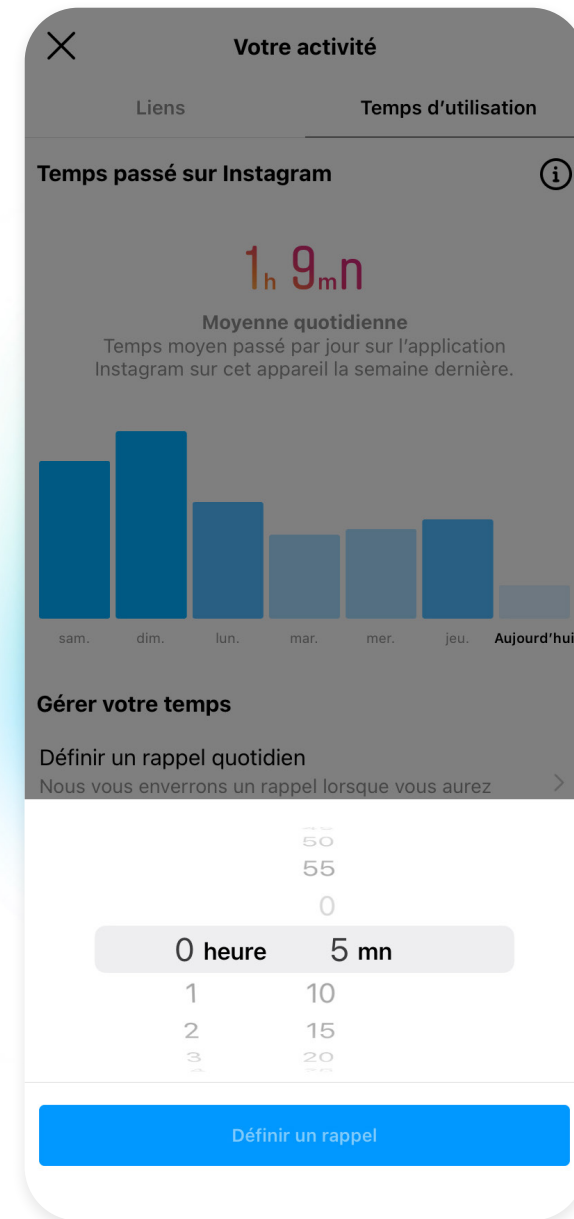 Votre activité
Liens Temps d’utilisation
Temps passé sur Instagram
1h 9mn
Moyenne quotidienne
Temps moyen passé par jour sur l’application
Instagram sur cet appareil la semaine dernière.
sam. dim. lun. mar. mer. jeu. Aujourd’hui
Gérer votre temps
Définir un rappel quotidien
Nous vous enverrons un rappel lorsque vous aurez
50
55
0
0 heure 5 mn
1 10
2 15
3 20
Définir un rappel